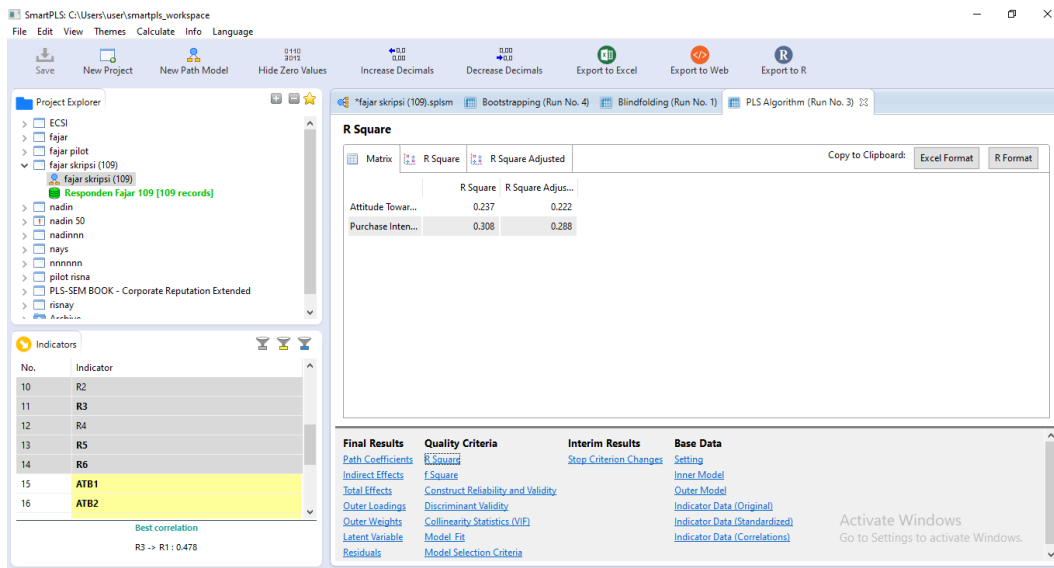 SmartPLS: C:\Users\user\smartpls_workspace
File Edit View Themes Calculate Info Language
Save New Project New Path Model Hide Zero Values Increase Decimals Decrease Decimals Export to Excel Export to Web Export to R
Project Explorer
ECSI
fajar
fajar pilot
fajar skripsi (109)
fajar skripsi (109)
Responden Fajar 109 [109 records]
nadin
nadin 50
nadinnn
nays
nnnnnn
pilot risna
PLS-SEM BOOK - Corporate Reputation Extended
risnay
Archive
Indicators
No. Indicator
10 R2
11 R3
12 R4
13 R5
14 R6
15 ATB1
16 ATB2
Best correlation
R3 -> R1 : 0.478
*fajar skripsi (109).splsm Bootstrapping (Run No. 4) Blindfolding (Run No. 1) PLS Algorithm (Run No. 3)
R Square
Matrix R Square R Square Adjusted Copy to Clipboard: Excel Format R Format
R Square R Square Adjus...
Attitude Towar... 0.237 0.222
Purchase Inten... 0.308 0.288
Final Results Quality Criteria Interim Results Base Data
Path Coefficients R Square Stop Criterion Changes Setting
Indirect Effects f Square Inner Model
Total Effects Construct Reliability and Validity Outer Model
Outer Loadings Discriminant Validity Indicator Data (Original)
Outer Weights Collinearity Statistics (VIF) Indicator Data (Standardized)
Latent Variable Model Fit Indicator Data (Correlations)
Residuals Model Selection Criteria
Activate Windows
Go to Settings to activate Windows.